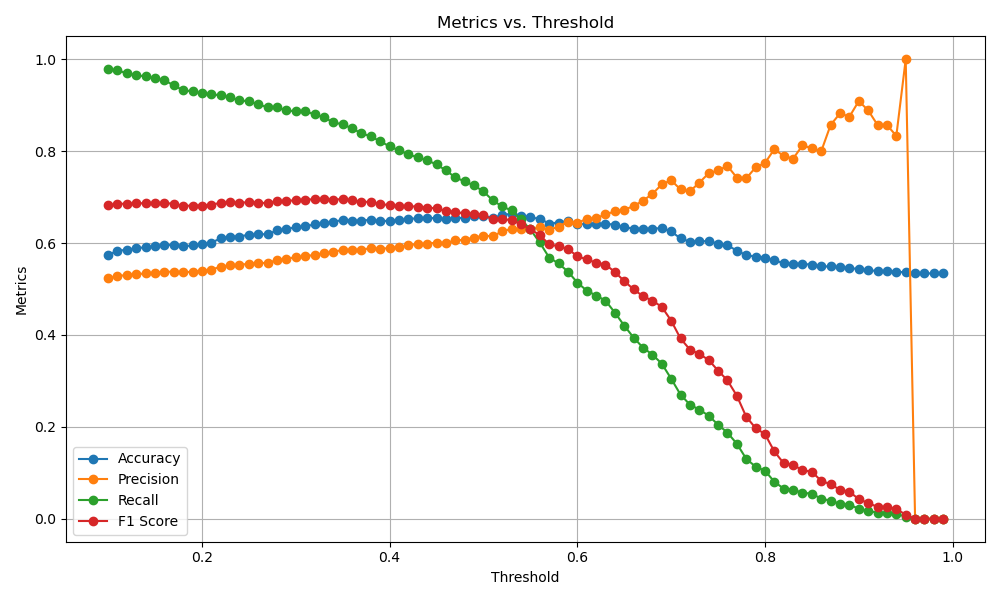 Metrics vs. Threshold
1.0
0.8
0.6
0.4
0.2
0.0
Metrics
Accuracy
Precision
Recall
F1 Score
0.2 0.4 0.6 0.8 1.0
Threshold